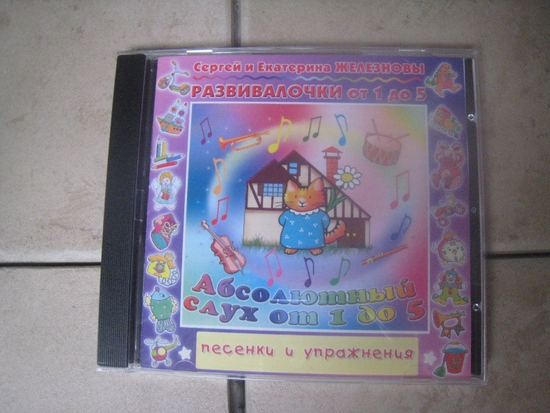 Сергей и Екатерина ЖЕЛЕЗНОВЫ
РАЗВИВАЛОЧКИ от 1 до 5
Абсолютный
слух от 1 до 5
песенки и упражнения